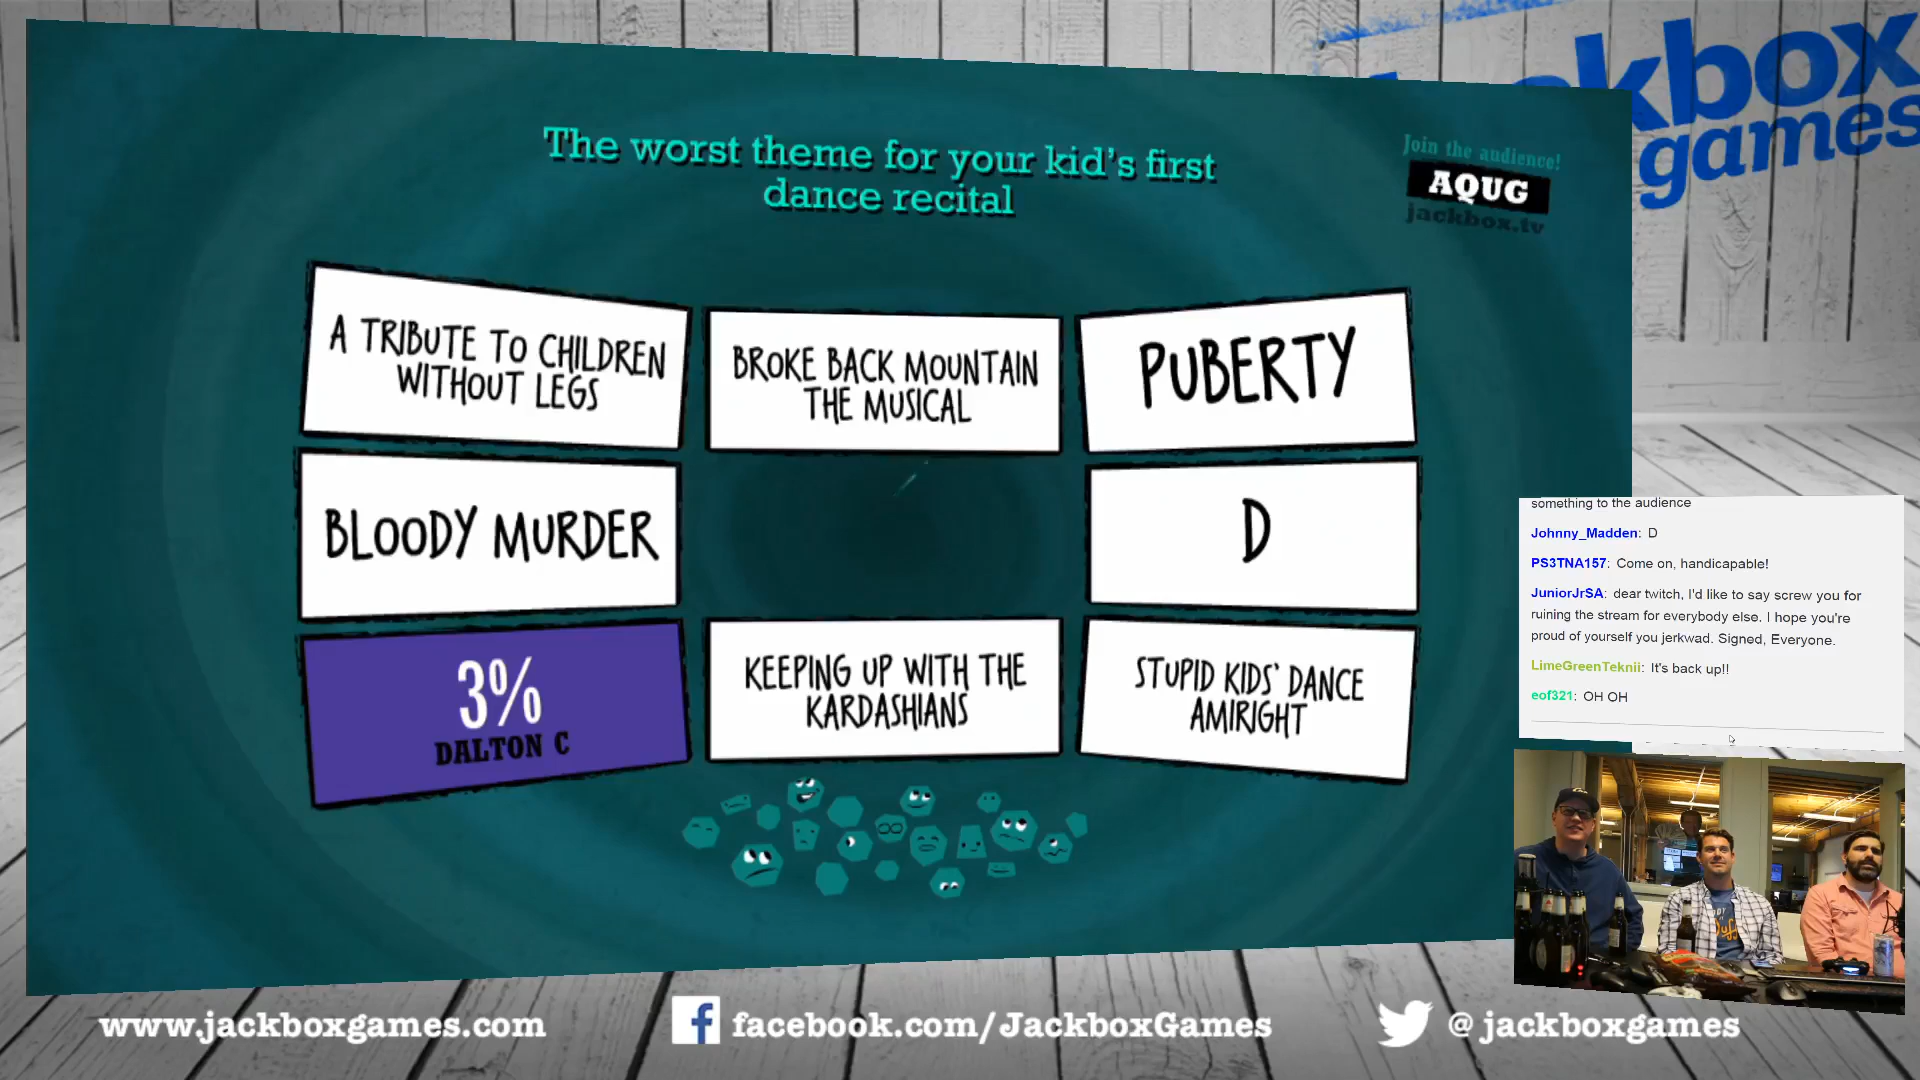 jackbox
games
The worst theme for your kid's first
dance recital
Join the audience!
AQUG
jackbox.tv
A TRIBUTE TO CHILDREN
WITHOUT LEGS
BROKE BACK MOUNTAIN
THE MUSICAL
PUBERTY
BLOODY MURDER
D
3%
DALTON C
KEEPING UP WITH THE
KARDASHIANS
STUPID KIDS' DANCE
AMIRIGHT
something to the audience
Johnny_Madden: D
PS3TNA157: Come on, handicapable!
JuniorJrSA: dear twitch, I'd like to say screw you for
ruining the stream for everybody else. I hope you're
proud of yourself you jerkwad. Signed, Everyone.
LimeGreenTeknii: It's back up!!
eof321: OH OH
www.jackboxgames.com
facebook.com/JackboxGames
@jackboxgames